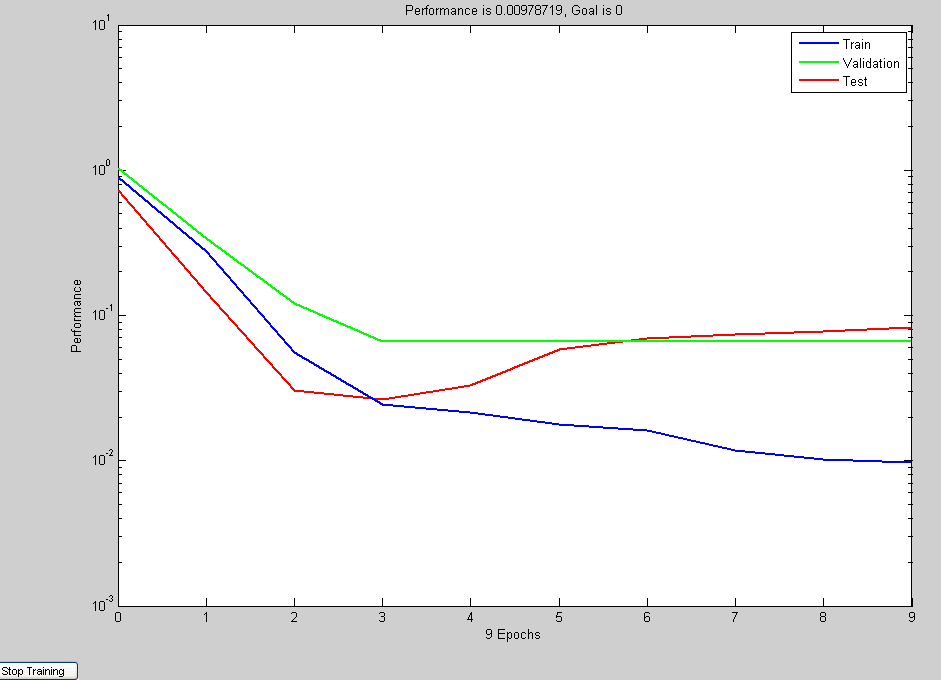 Performance is 0.00978719, Goal is 0
Train
Validation
Test
10^1
10^0
10^-1
10^-2
10^-3
Performance
0 1 2 3 4 5 6 7 8 9
9 Epochs
Stop Training